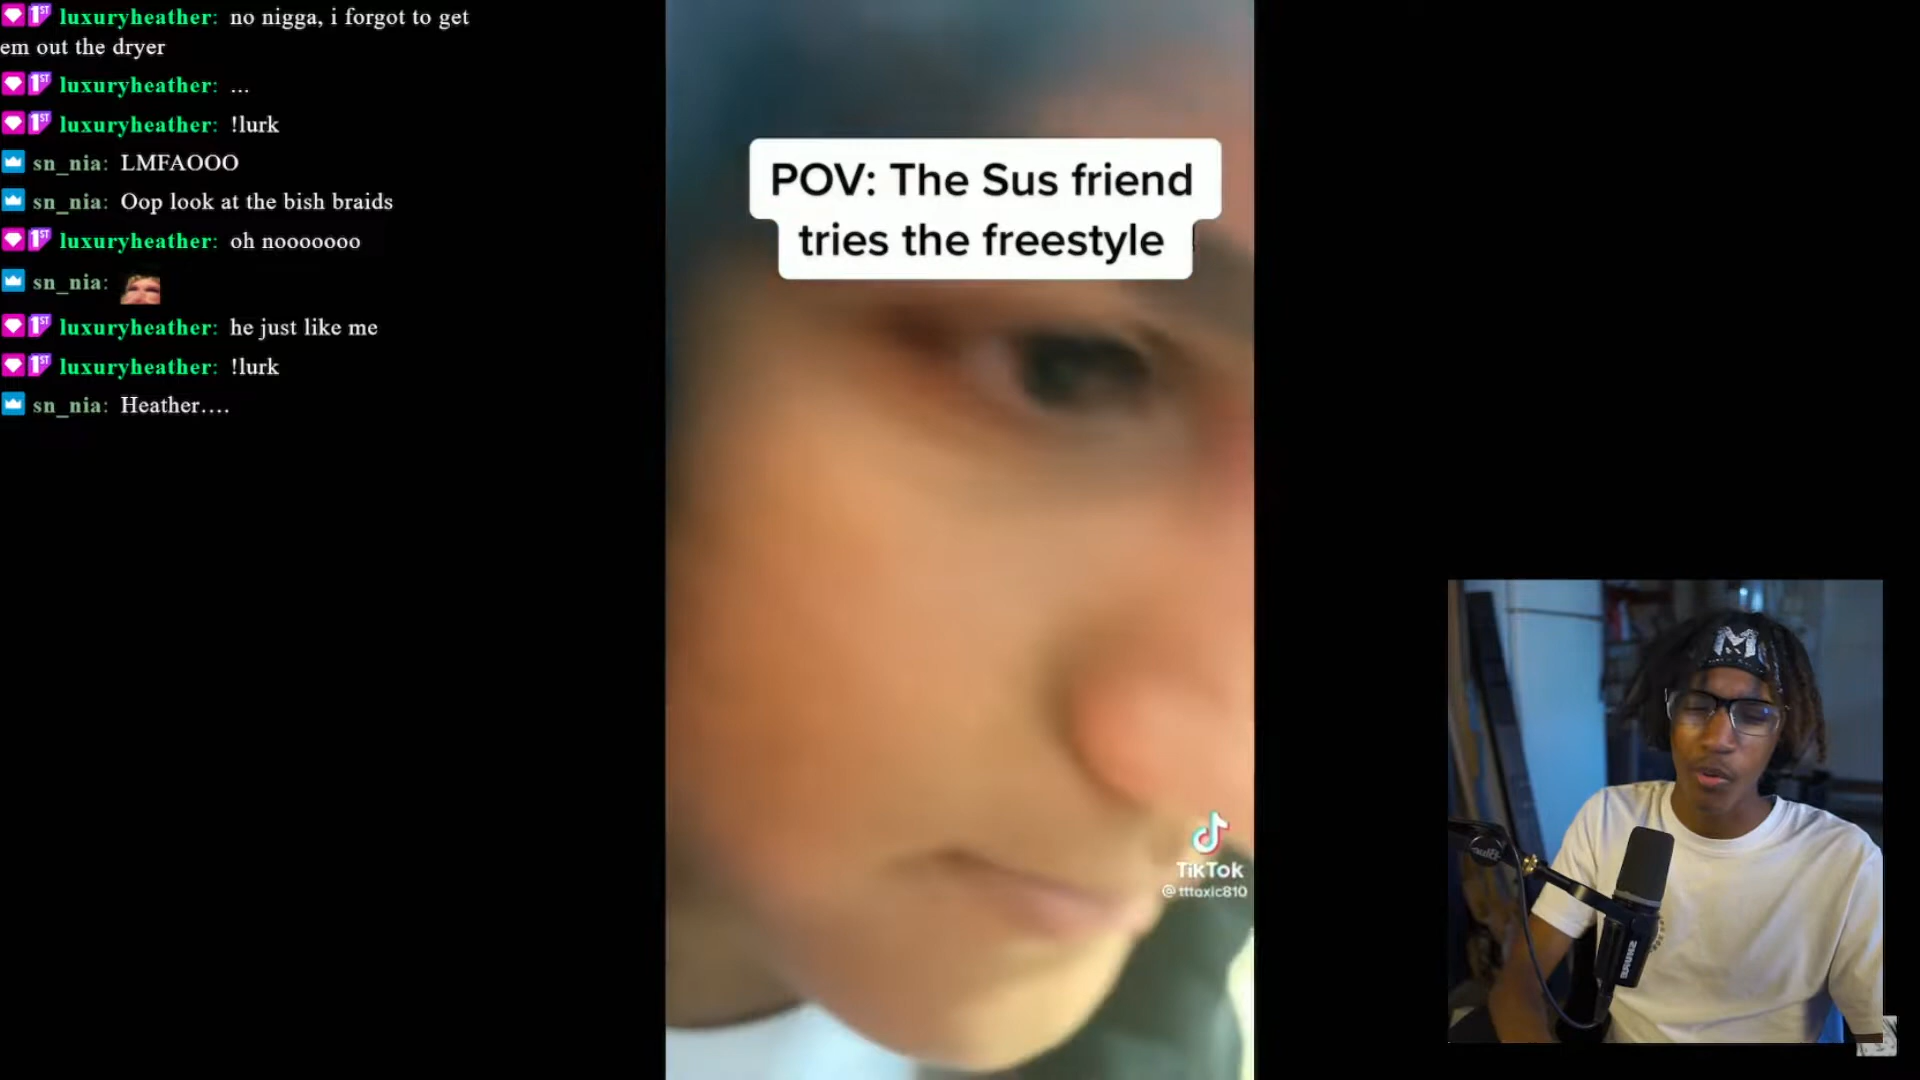 luxuryheather: no nigga, i forgot to get
em out the dryer
luxuryheather: ...
luxuryheather: !lurk
sn_nia: LMFAOOO
sn_nia: Oop look at the bish braids
luxuryheather: oh nooooooo
sn_nia:
luxuryheather: he just like me
luxuryheather: !lurk
sn_nia: Heather....
POV: The Sus friend
tries the freestyle
TikTok
@tttoxic810
M
SHURE